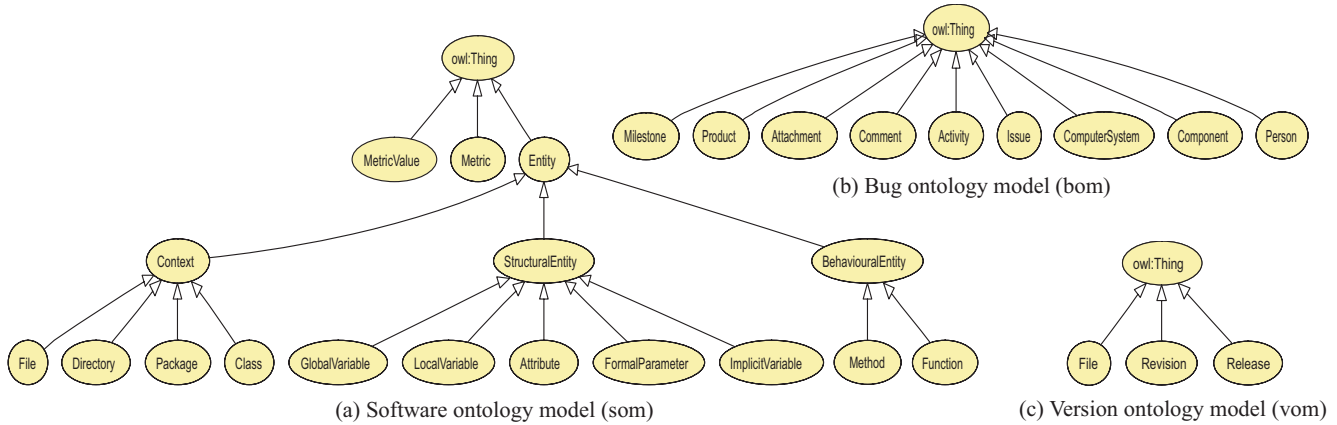 owl:Thing
MetricValue Metric Entity
Context StructuralEntity BehaviouralEntity
File Directory Package Class GlobalVariable LocalVariable Attribute FormalParameter ImplicitVariable Method Function
(a) Software ontology model (som)
owl:Thing
Milestone Product Attachment Comment Activity Issue ComputerSystem Component Person
(b) Bug ontology model (bom)
owl:Thing
File Revision Release
(c) Version ontology model (vom)